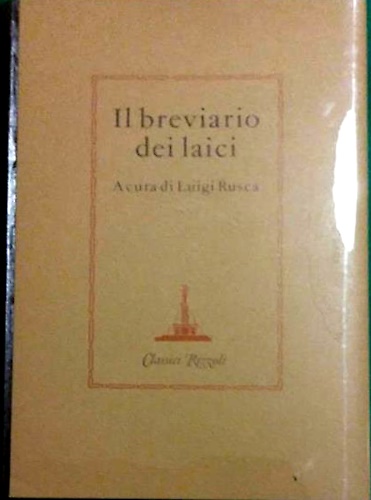 Il breviario
dei laici
A cura di Luigi Rusca
Classici Rizzoli